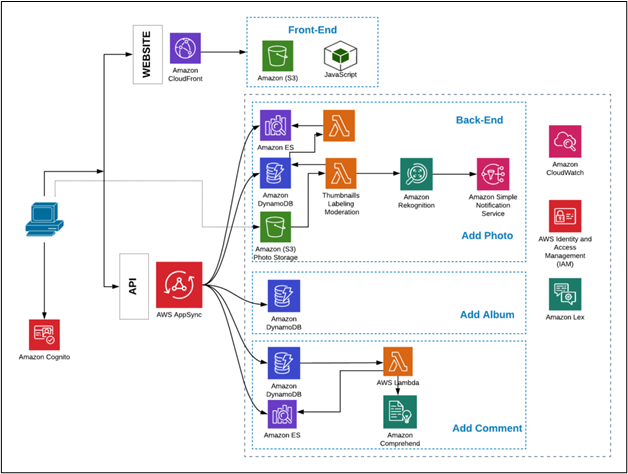 Front-End
WEBSITE
Amazon
CloudFront
Amazon (S3)
JavaScript
Back-End
Amazon ES
Amazon
DynamoDB
Thumbnaills
Labeling
Moderation
Amazon
Rekognition
Amazon Simple
Notification
Service
Amazon (S3)
Photo Storage
Add Photo
Amazon
CloudWatch
AWS Identity and
Access
Management
(IAM)
Amazon Lex
API
AWS AppSync
Amazon
DynamoDB
Add Album
Amazon Cognito
Amazon
DynamoDB
AWS Lambda
Amazon ES
Amazon
Comprehend
Add Comment